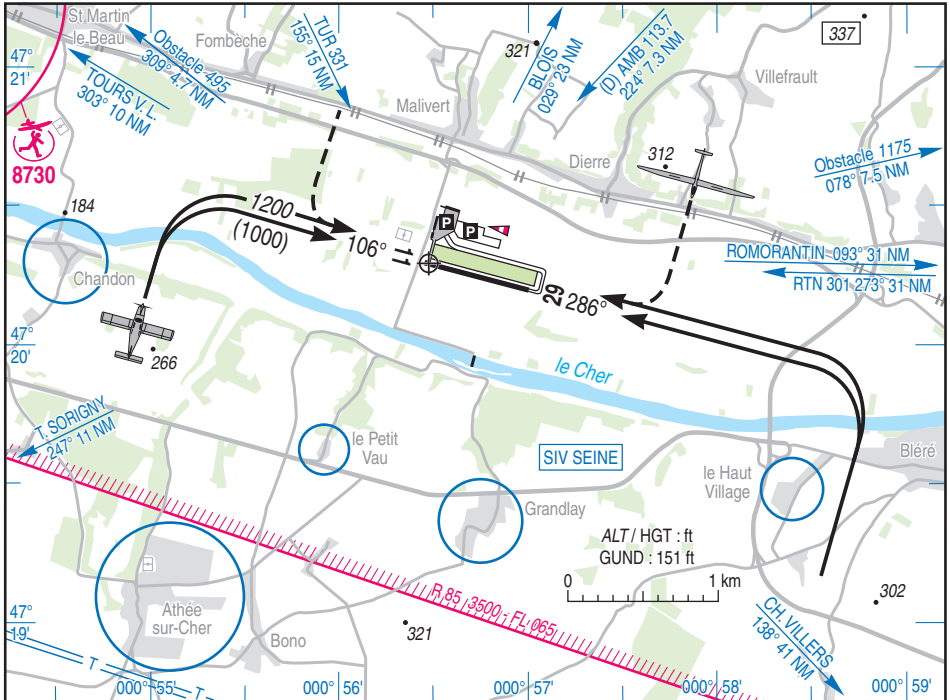 St Martin
le Beau
Fombèche
47°
21'
Obstacle 495
309° 4.7 NM
TOURS V.L.
303° 10 NM
TUR 331
155° 15 NM
Malivert
321
BLOIS
029° 23 NM
(D) AMB 113.7
224° 7.3 NM
337
Villefrault
8730
Dierre
312
Obstacle 1175
078° 7.5 NM
184
Chandon
1200
(1000)
106°
11
P
P
29
286°
ROMORANTIN 093° 31 NM
RTN 301 273° 31 NM
47°
20'
266
le Cher
T. SORIGNY
247° 11 NM
le Petit
Vau
SIV SEINE
Grandlay
le Haut
Village
Bléré
ALT / HGT : ft
GUND : 151 ft
0
1 km
R 85 3500 - FL 065
302
Athée
sur-Cher
Bono
321
47°
19'
CH. VILLERS
138° 41 NM
T
T
000° 55'
000° 56'
000° 57'
000° 58'
000° 59'